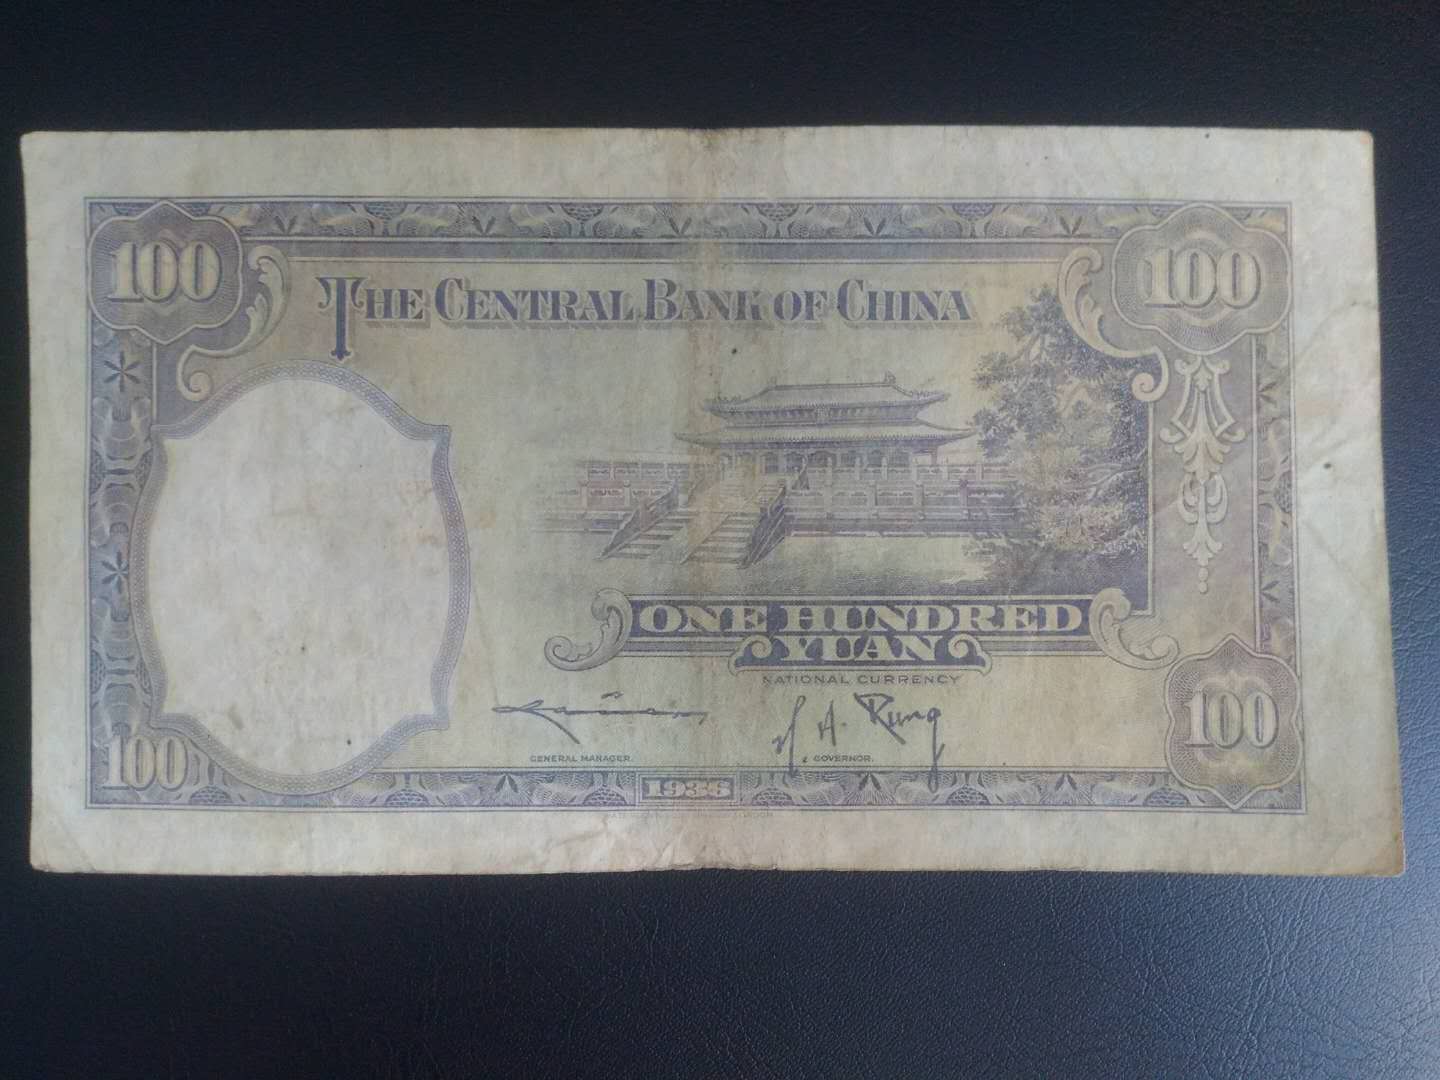 100
100
THE CENTRAL BANK OF CHINA
ONE HUNDRED
YUAN
NATIONAL CURRENCY
H. H. Kung
GENERAL MANAGER.
GOVERNOR.
100
100
1936
LONDON